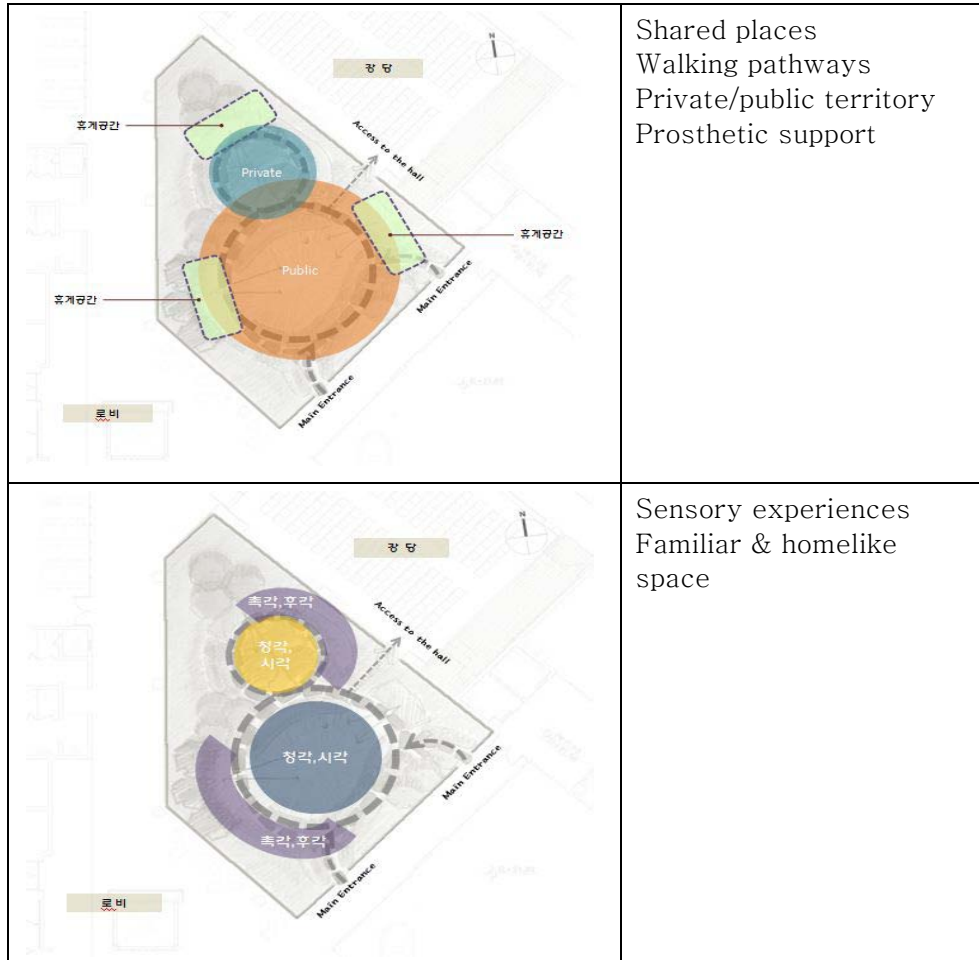 강 당
N
휴게공간
Access to the hall
Private
휴게공간
Public
Main Entrance
휴게공간
Main Entrance
로비
Shared places
Walking pathways
Private/public territory
Prosthetic support
강 당
N
촉각,후각
Access to the hall
청각,
시각
청각,시각
Main Entrance
촉각,후각
Main Entrance
로비
Sensory experiences
Familiar & homelike
space